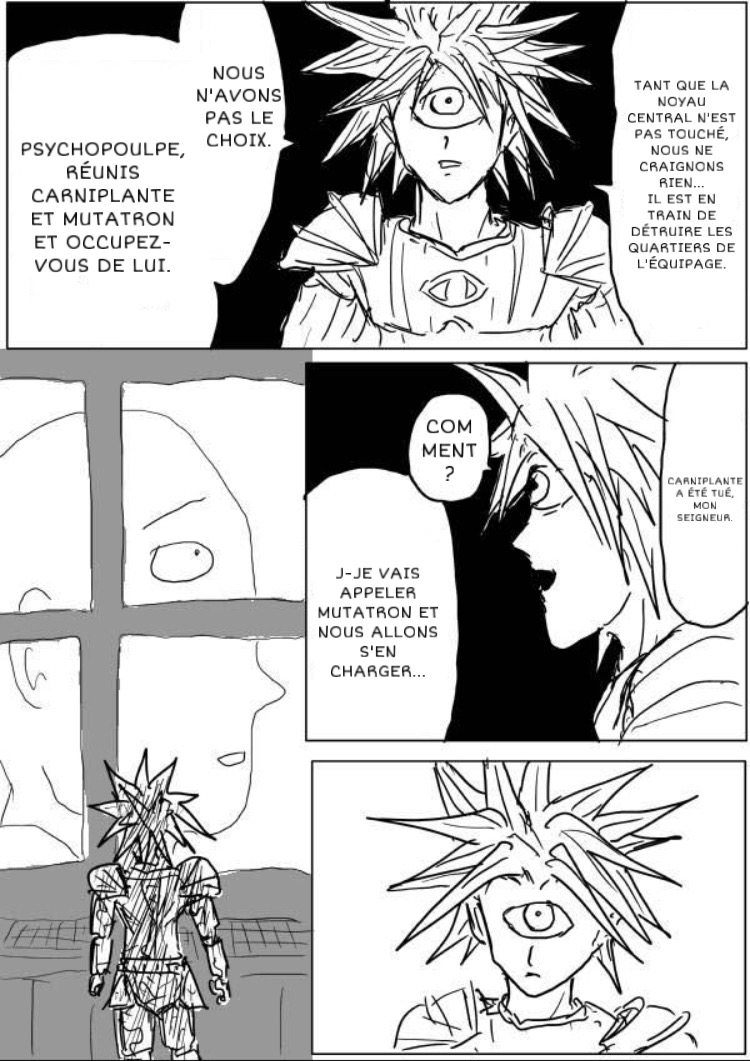 TANT QUE LA
NOYAU
CENTRAL N'EST
PAS TOUCHÉ,
NOUS NE
CRAIGNONS
RIEN...
IL EST EN
TRAIN DE
DÉTRUIRE LES
QUARTIERS DE
L'ÉQUIPAGE.
NOUS
N'AVONS
PAS LE
CHOIX.
PSYCHOPOULPE,
RÉUNIS
CARNIPLANTE
ET MUTATRON
ET OCCUPEZ-
VOUS DE LUI.
CARNIPLANTE
A ÉTÉ TUÉ,
MON
SEIGNEUR.
COM
MENT
?
J-JE VAIS
APPELER
MUTATRON ET
NOUS ALLONS
S'EN
CHARGER...